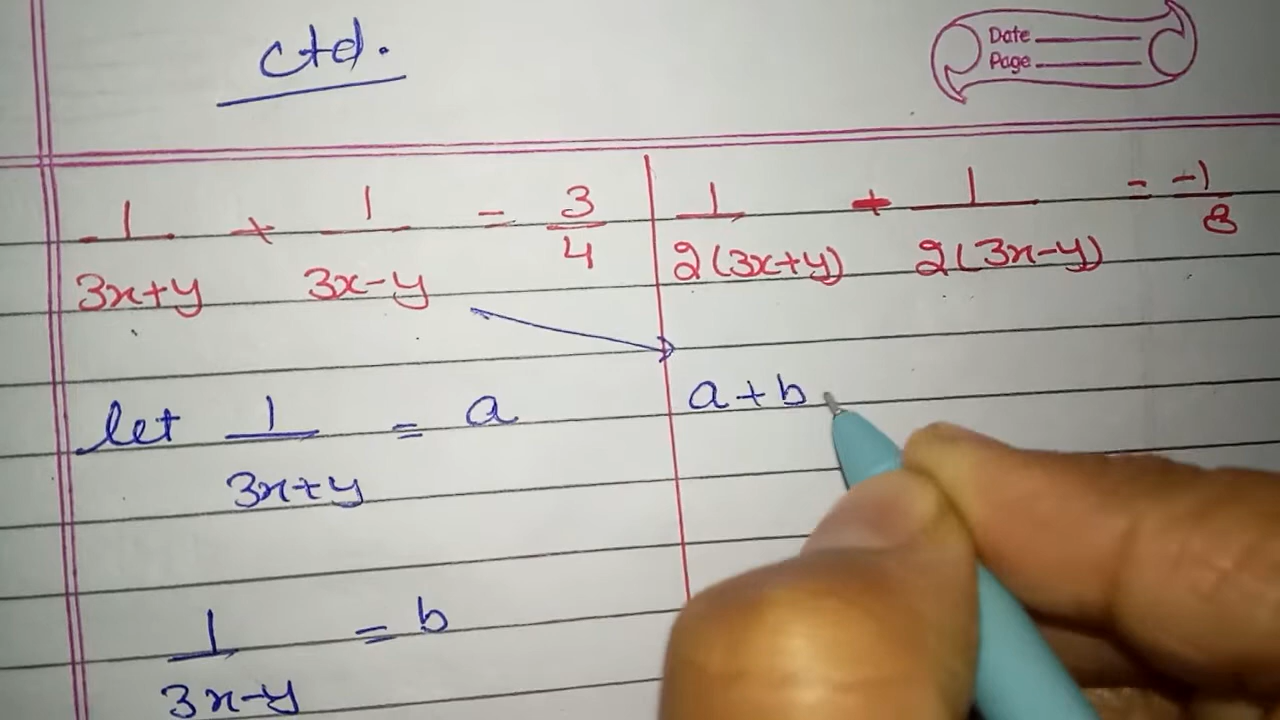 Ctd.
Date
Page
1/(3x+y) + 1/(3x-y) = 3/4
1/(2(3x+y)) + 1/(2(3x-y)) = -1/8
let 1/(3x+y) = a
1/(3x-y) = b
a+b